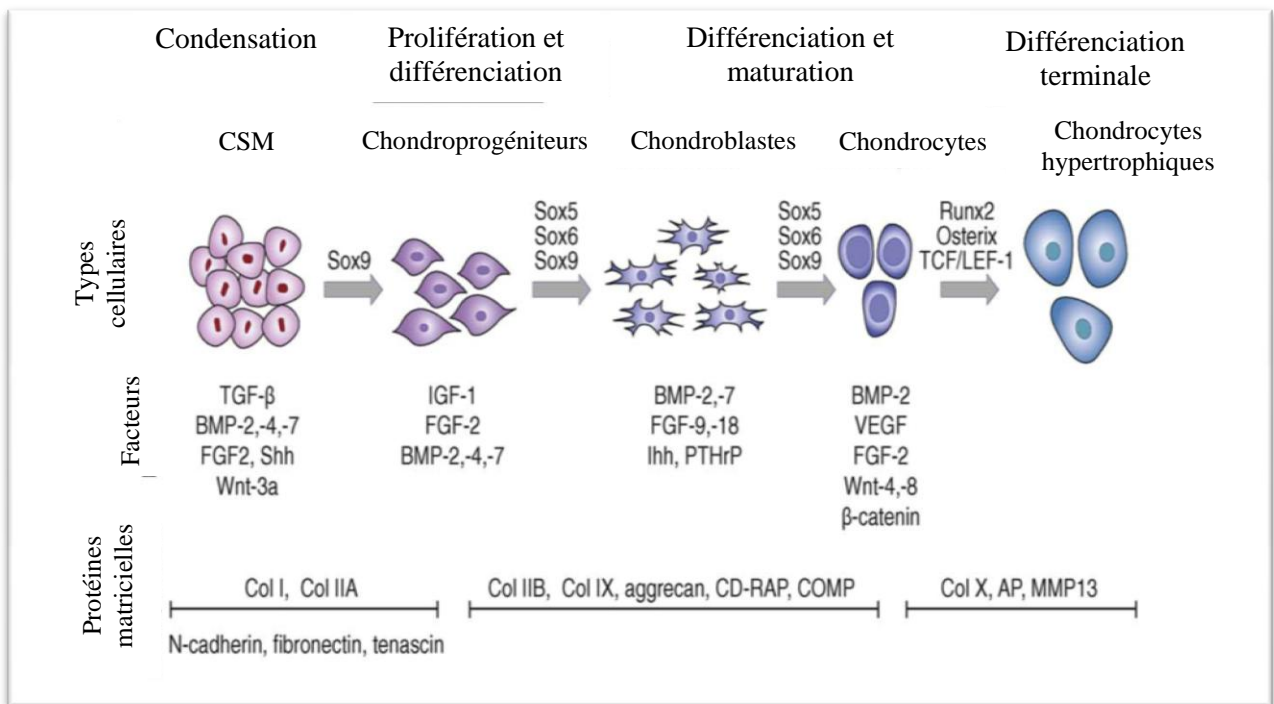 Condensation
Prolifération et
différenciation
Différenciation et
maturation
Différenciation
terminale
CSM
Chondroprogéniteurs
Chondroblastes
Chondrocytes
Chondrocytes
hypertrophiques
Types
cellulaires
Sox9
Sox5
Sox6
Sox9
Sox5
Sox6
Sox9
Runx2
Osterix
TCF/LEF-1
Facteurs
TGF-β
BMP-2,-4,-7
FGF2, Shh
Wnt-3a
IGF-1
FGF-2
BMP-2,-4,-7
BMP-2,-7
FGF-9,-18
Ihh, PTHrP
BMP-2
VEGF
FGF-2
Wnt-4,-8
β-catenin
Protéines
matricielles
Col I, Col IIA
N-cadherin, fibronectin, tenascin
Col IIB, Col IX, aggrecan, CD-RAP, COMP
Col X, AP, MMP13